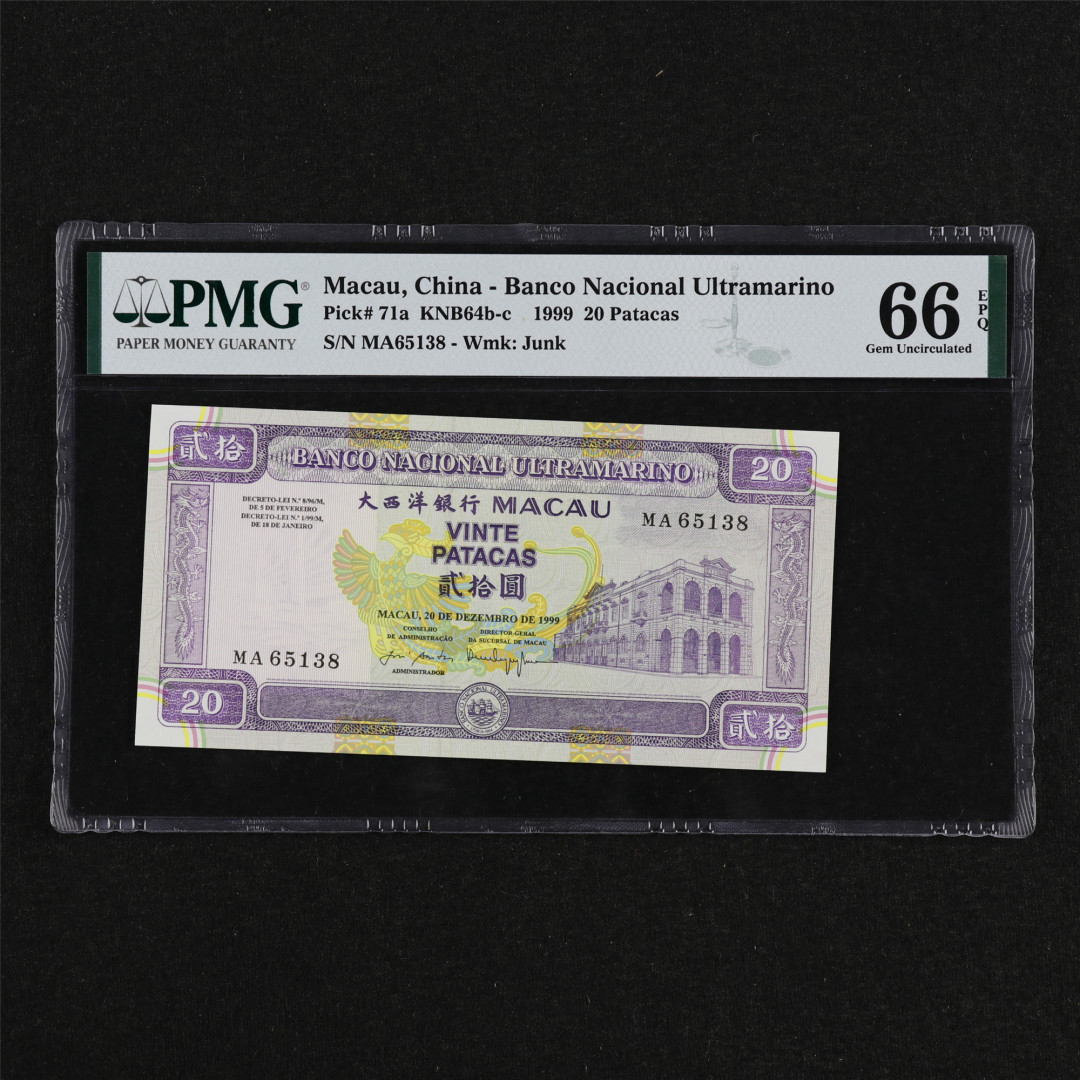 PMG®
PAPER MONEY GUARANTY
Macau, China - Banco Nacional Ultramarino
Pick# 71a KNB64b-c 1999 20 Patacas
S/N MA65138 - Wmk: Junk
66 EPQ
Gem Uncirculated
貳拾
BANCO NACIONAL ULTRAMARINO
20
大西洋銀行 MACAU
DECRETO-LEI N.º 8/96/M,
DE 5 DE FEVEREIRO
DECRETO-LEI N.º 1/99/M,
DE 18 DE JANEIRO
MA 65138
VINTE
PATACAS
貳拾圓
MACAU, 20 DE DEZEMBRO DE 1999
CONSELHO
DE ADMINISTRAÇÃO
DIRECTOR-GERAL
DA SUCURSAL DE MACAU
ADMINISTRADOR
MA 65138
20
貳拾